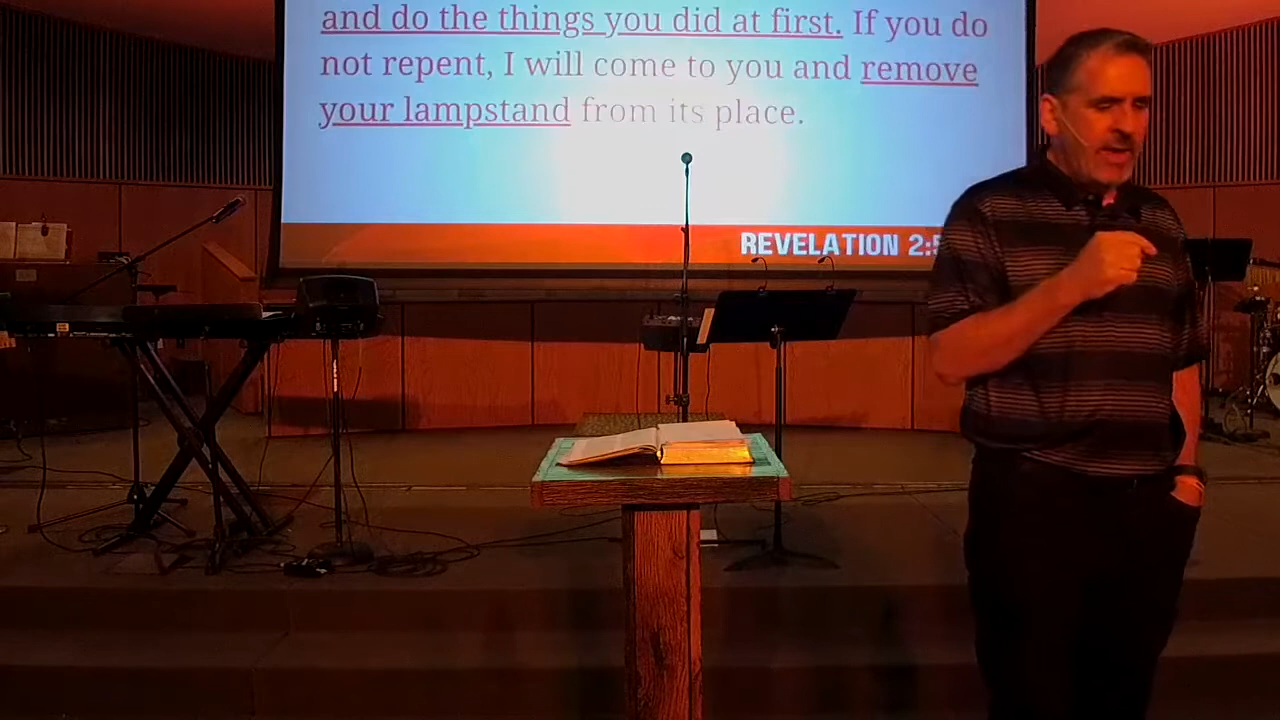 and do the things you did at first. If you do
not repent, I will come to you and remove
your lampstand from its place.
REVELATION 2:5